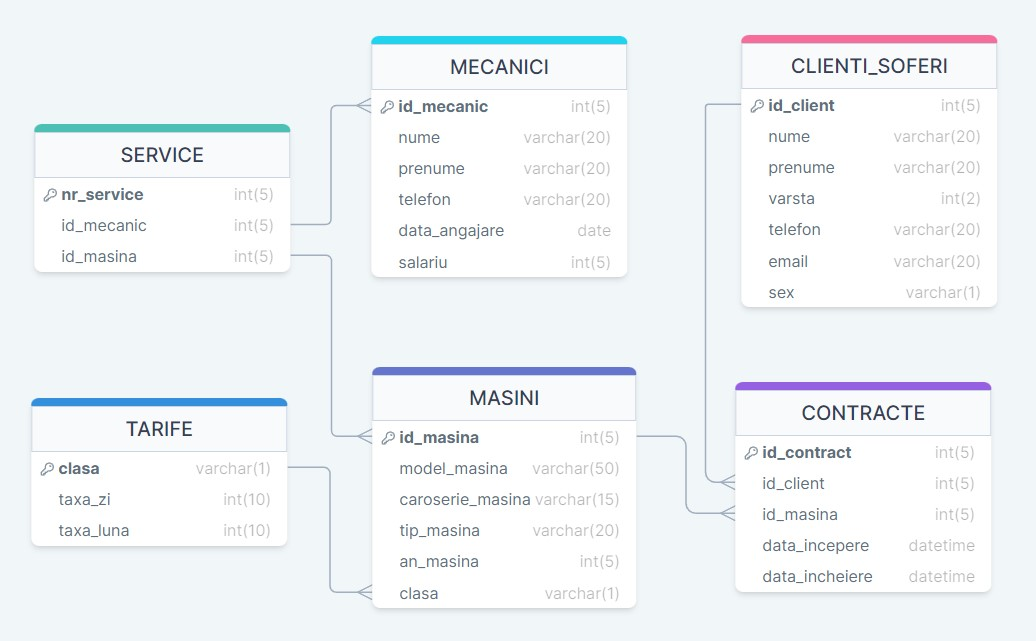 SERVICE
nr_service int(5)
id_mecanic int(5)
id_masina int(5)
MECANICI
id_mecanic int(5)
nume varchar(20)
prenume varchar(20)
telefon varchar(20)
data_angajare date
salariu int(5)
CLIENTI_SOFERI
id_client int(5)
nume varchar(20)
prenume varchar(20)
varsta int(2)
telefon varchar(20)
email varchar(20)
sex varchar(1)
TARIFE
clasa varchar(1)
taxa_zi int(10)
taxa_luna int(10)
MASINI
id_masina int(5)
model_masina varchar(50)
caroserie_masina varchar(15)
tip_masina varchar(20)
an_masina int(5)
clasa varchar(1)
CONTRACTE
id_contract int(5)
id_client int(5)
id_masina int(5)
data_incepere datetime
data_incheiere datetime